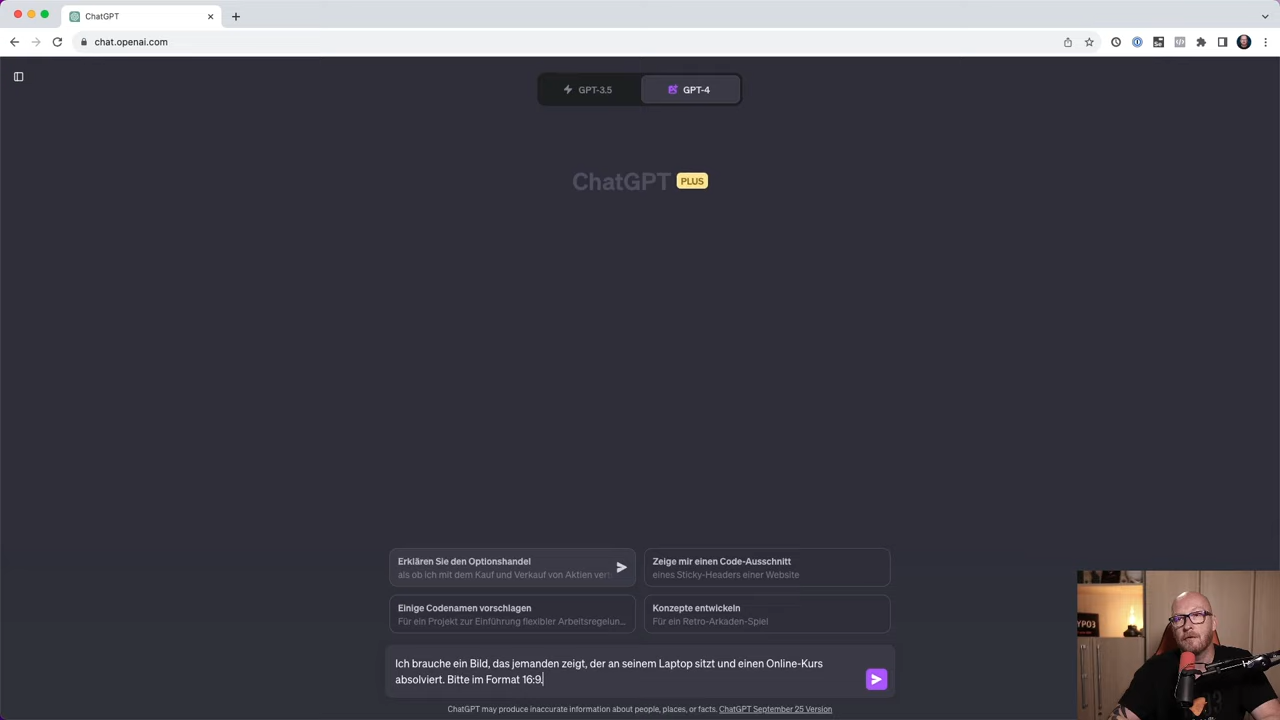 ChatGPT
chat.openai.com
GPT-3.5
GPT-4
ChatGPT PLUS
Erklären Sie den Optionshandel
als ob ich mit dem Kauf und Verkauf von Aktien
Zeige mir einen Code-Ausschnitt
eines Sticky-Headers einer Website
Einige Codenamen vorschlagen
Für ein Projekt zur Einführung flexibler Arbeitsregelun...
Konzepte entwickeln
Für ein Retro-Arkaden-Spiel
Ich brauche ein Bild, das jemanden zeigt, der an seinem Laptop sitzt und einen Online-Kurs
absolviert. Bitte im Format 16:9.
ChatGPT may produce inaccurate information about people, places, or facts. ChatGPT September 25 Version